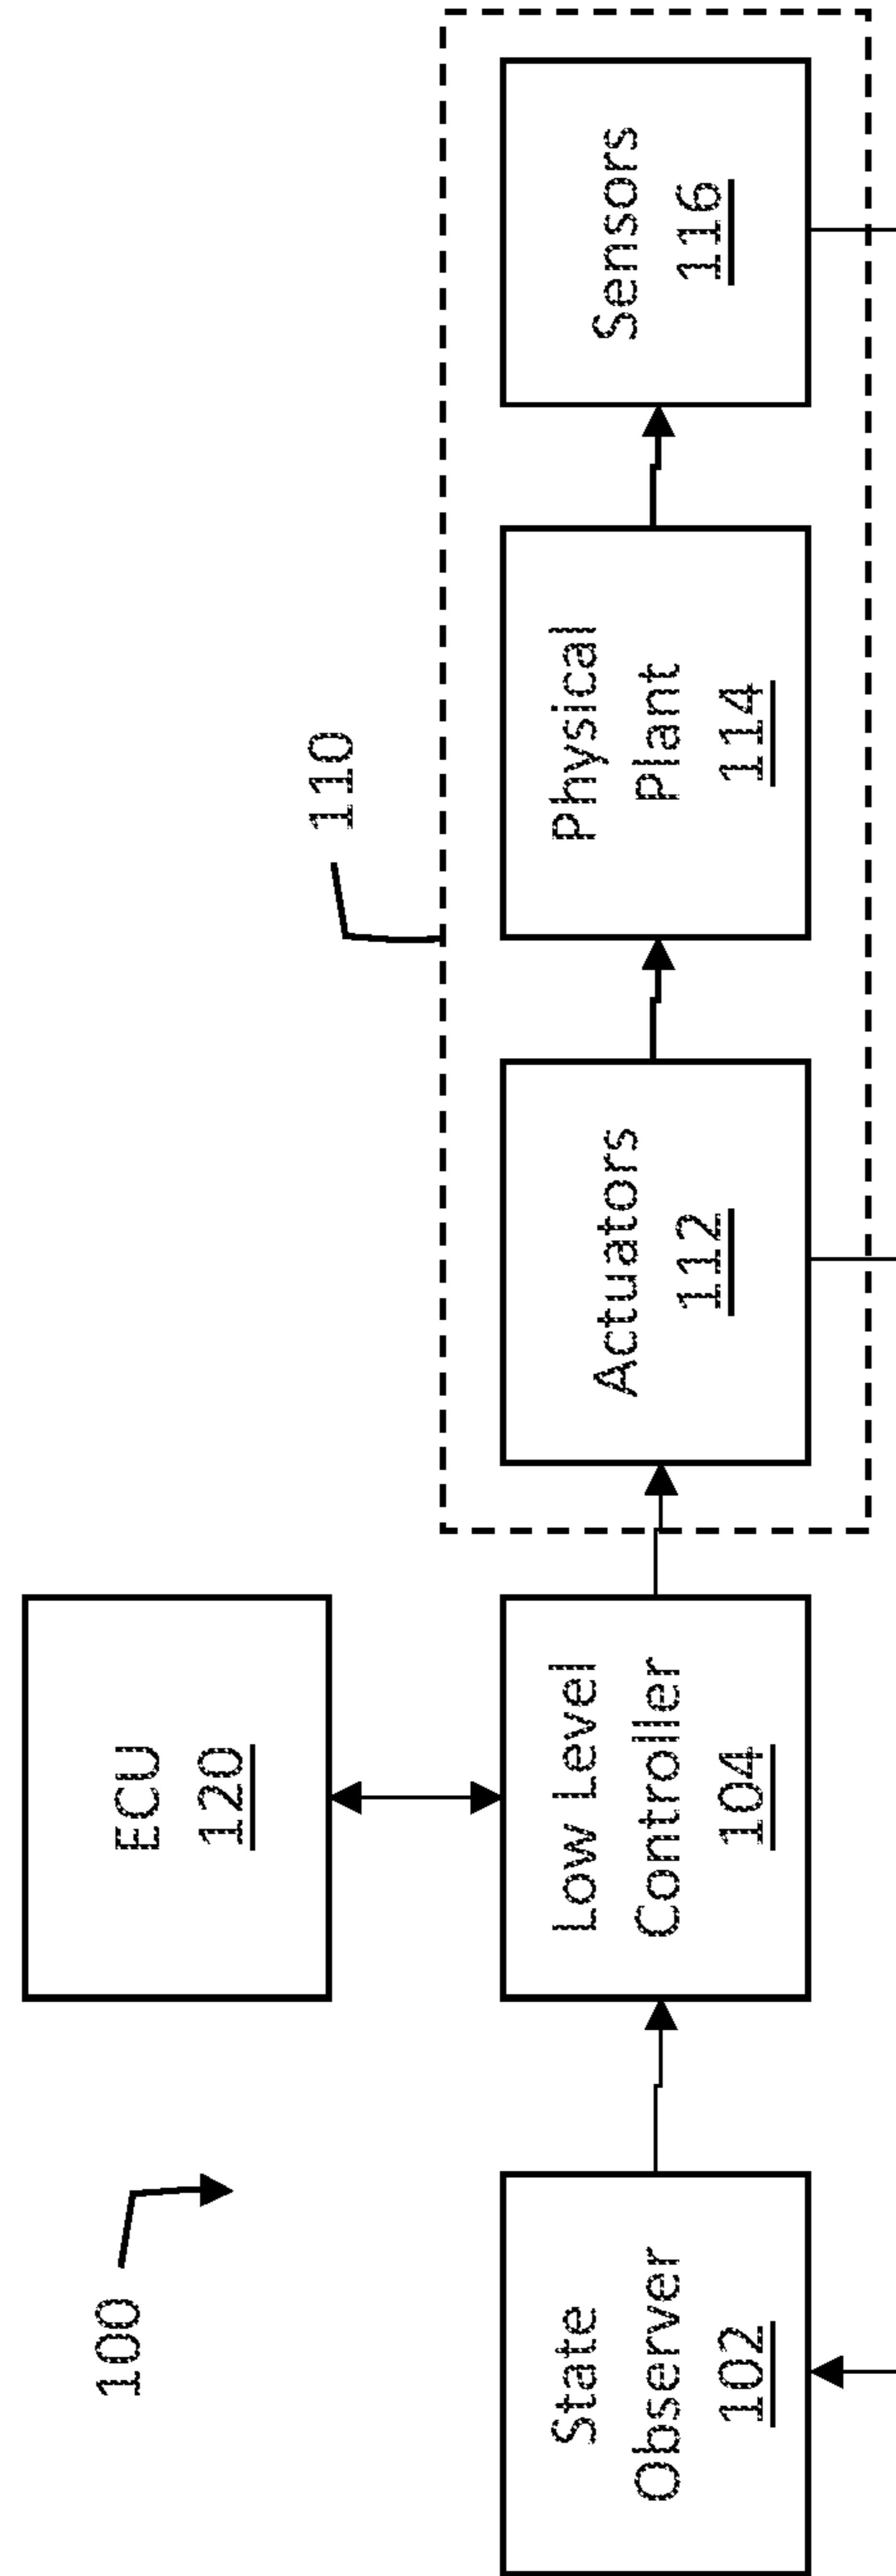 100
ECU
120
110
State
Observer
102
Low Level
Controller
104
Actuators
112
Physical
Plant
114
Sensors
116